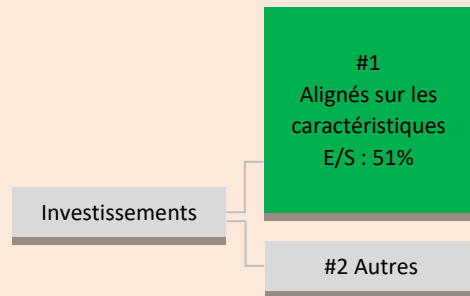 #1
Alignés sur les
caractéristiques
E/S : 51%
Investissements
#2 Autres